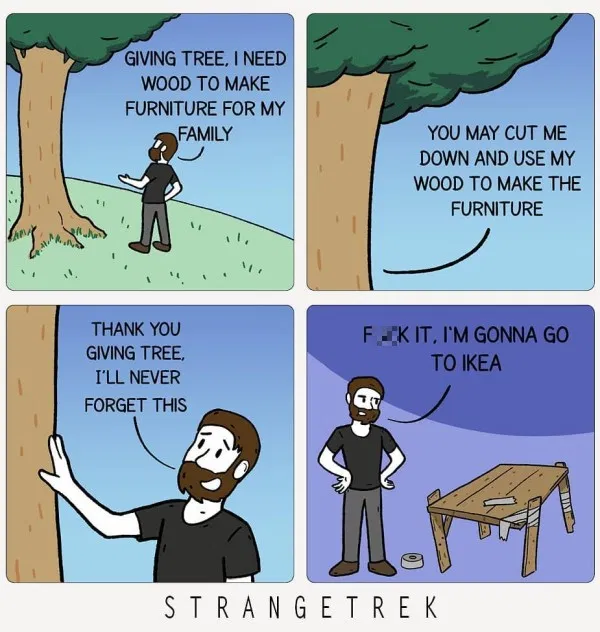 GIVING TREE, I NEED
WOOD TO MAKE
FURNITURE FOR MY
FAMILY
YOU MAY CUT ME
DOWN AND USE MY
WOOD TO MAKE THE
FURNITURE
THANK YOU
GIVING TREE,
I'LL NEVER
FORGET THIS
F K IT, I'M GONNA GO
TO IKEA
STRANGETREK